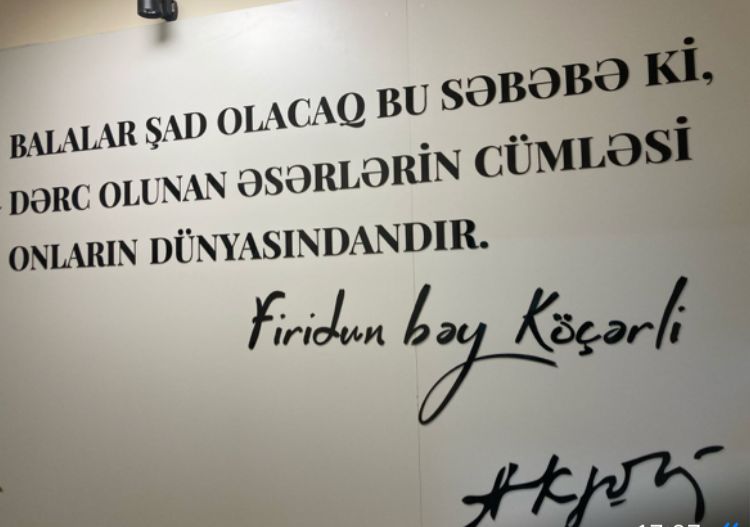 BALALAR ŞAD OLACAQ BU SƏBƏBƏ Kİ,
DƏRC OLUNAN ƏSƏRLƏRİN CÜMLƏSİ
ONLARIN DÜNYASINDANDIR.
Firidun bəy Köçərli